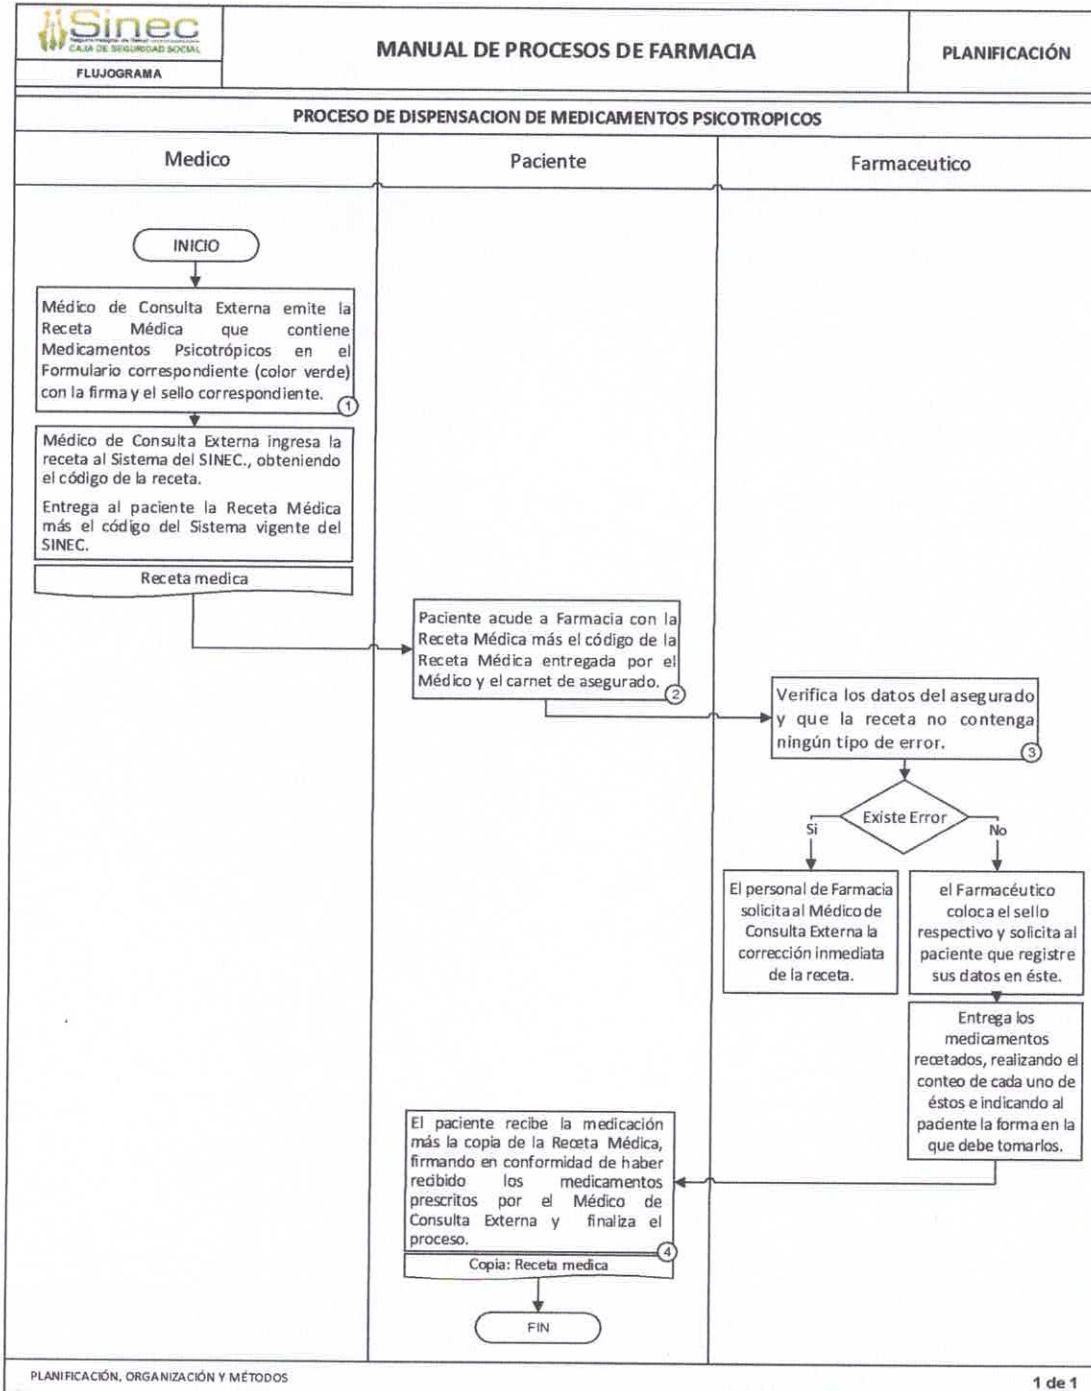 Sinec
CAJA DE SEGURIDAD SOCIAL
FLUJOGRAMA
MANUAL DE PROCESOS DE FARMACIA
PLANIFICACIÓN
PROCESO DE DISPENSACION DE MEDICAMENTOS PSICOTROPICOS
Medico
Paciente
Farmaceutico
INICIO
Médico de Consulta Externa emite la
Receta Médica que contiene
Medicamentos Psicotrópicos en el
Formulario correspondiente (color verde)
con la firma y el sello correspondiente.
1
Médico de Consulta Externa ingresa la
receta al Sistema del SINEC., obteniendo
el código de la receta.
Entrega al paciente la Receta Médica
más el código del Sistema vigente del
SINEC.
Receta medica
Paciente acude a Farmacia con la
Receta Médica más el código de la
Receta Médica entregada por el
Médico y el carnet de asegurado.
2
Verifica los datos del asegurado
y que la receta no contenga
ningún tipo de error.
3
Existe Error
Si
No
El personal de Farmacia
solicita al Médico de
Consulta Externa la
corrección inmediata
de la receta.
el Farmacéutico
coloca el sello
respectivo y solicita al
paciente que registre
sus datos en éste.
Entrega los
medicamentos
recetados, realizando el
conteo de cada uno de
éstos e indicando al
paciente la forma en la
que debe tomarlos.
El paciente recibe la medicación
más la copia de la Receta Médica,
firmando en conformidad de haber
recibido los medicamentos
prescritos por el Médico de
Consulta Externa y finaliza el
proceso.
4
Copia: Receta medica
FIN
PLANIFICACIÓN, ORGANIZACIÓN Y MÉTODOS
1 de 1